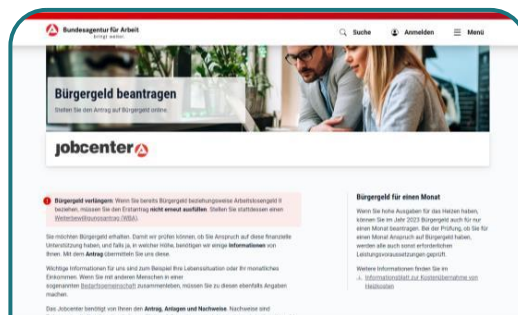 Bundesagentur für Arbeit
bringt weiter.
Suche
Anmelden
Menü
Bürgergeld beantragen
Stellen Sie den Antrag auf Bürgergeld online.
jobcenter
Bürgergeld verlängern: Wenn Sie bereits Bürgergeld beziehungsweise Arbeitslosengeld II
beziehen, müssen Sie den Erstantrag nicht erneut ausfüllen. Stellen Sie stattdessen einen
Weiterbewilligungsantrag (WBA).
Sie möchten Bürgergeld erhalten. Damit wir prüfen können, ob Sie Anspruch auf diese finanzielle
Unterstützung haben, und falls ja, in welcher Höhe, benötigen wir einige Informationen von
Ihnen. Mit dem Antrag übermitteln Sie uns diese.
Wichtige Informationen für uns sind zum Beispiel Ihre Lebenssituation oder Ihr monatliches
Einkommen. Wenn Sie mit anderen Menschen in einer
sogenannten Bedarfsgemeinschaft zusammenleben, müssen Sie zu diesen ebenfalls Angaben
machen.
Das Jobcenter benötigt von Ihnen den Antrag, Anlagen und Nachweise. Nachweise sind
Bürgergeld für einen Monat
Wenn Sie hohe Ausgaben für das Heizen haben,
können Sie im Jahr 2023 Bürgergeld auch für nur
einen Monat beantragen. Bei der Prüfung, ob Sie für
einen Monat Anspruch auf Bürgergeld haben,
werden alle auch sonst erforderlichen
Leistungsvoraussetzungen geprüft.
Weitere Informationen finden Sie im
Informationsblatt zur Kostenübernahme von
Heizkosten